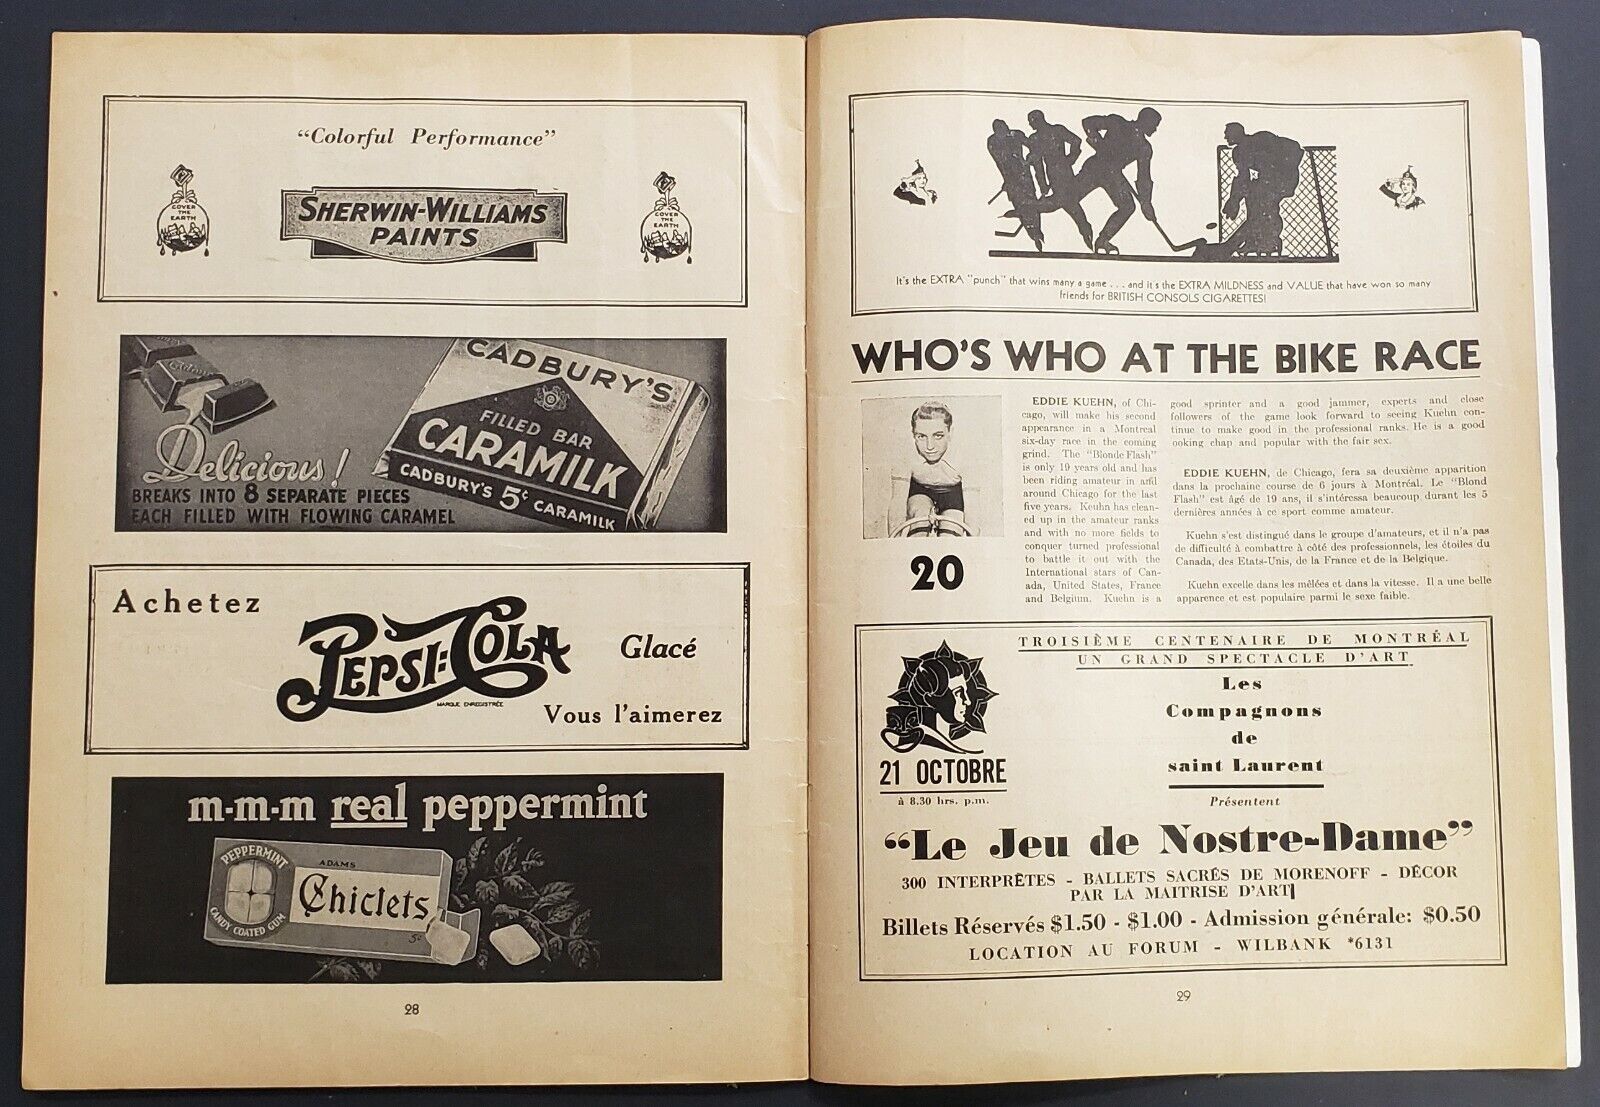 "Colorful Performance"
COVER
THE
EARTH
SHERWIN-WILLIAMS
PAINTS
COVER
THE
EARTH
CADBURY'S
FILLED BAR
CARAMILK
CADBURY'S 5¢ CARAMILK
Delicious!
BREAKS INTO 8 SEPARATE PIECES
EACH FILLED WITH FLOWING CARAMEL
Achetez
PEPSI-COLA
MARQUE ENREGISTRÉE
Glacé
Vous l'aimerez
m-m-m real peppermint
PEPPERMINT
CANDY COATED GUM
ADAMS
Chiclets
5¢
28
It's the EXTRA "punch" that wins many a game . . . and it's the EXTRA MILDNESS and VALUE that have won so many
friends for BRITISH CONSOLS CIGARETTES!
WHO'S WHO AT THE BIKE RACE
20
EDDIE KUEHN, of Chi-
cago, will make his second
appearance in a Montreal
six-day race in the coming
grind. The "Blonde Flash"
is only 19 years old and has
been riding amateur in and
around Chicago for the last
five years. Keuhn has clean-
ed up in the amateur ranks
and with no more fields to
conquer turned professional
to battle it out with the
International stars of Can-
ada, United States, France
and Belgium. Kuehn is a
good sprinter and a good jammer, experts and close
followers of the game look forward to seeing Kuehn con-
tinue to make good in the professional ranks. He is a good
ooking chap and popular with the fair sex.
EDDIE KUEHN, de Chicago, fera sa deuxième apparition
dans la prochaine course de 6 jours à Montréal. Le "Blond
Flash" est âgé de 19 ans, il s'intéressa beaucoup durant les 5
dernières années à ce sport comme amateur.
Kuehn s'est distingué dans le groupe d'amateurs, et il n'a pas
de difficulté à combattre à côté des professionnels, les étoiles du
Canada, des Etats-Unis, de la France et de la Belgique.
Kuehn excelle dans les mêlées et dans la vitesse. Il a une belle
apparence et est populaire parmi le sexe faible.
TROISIÈME CENTENAIRE DE MONTRÉAL
UN GRAND SPECTACLE D'ART
Les
Compagnons
de
saint Laurent
21 OCTOBRE
à 8.30 hrs. p.m.
Présentent
"Le Jeu de Nostre-Dame"
300 INTERPRÊTES - BALLETS SACRÉS DE MORENOFF - DÉCOR
PAR LA MAITRISE D'ART
Billets Réservés $1.50 - $1.00 - Admission générale: $0.50
LOCATION AU FORUM - WILBANK *6131
29